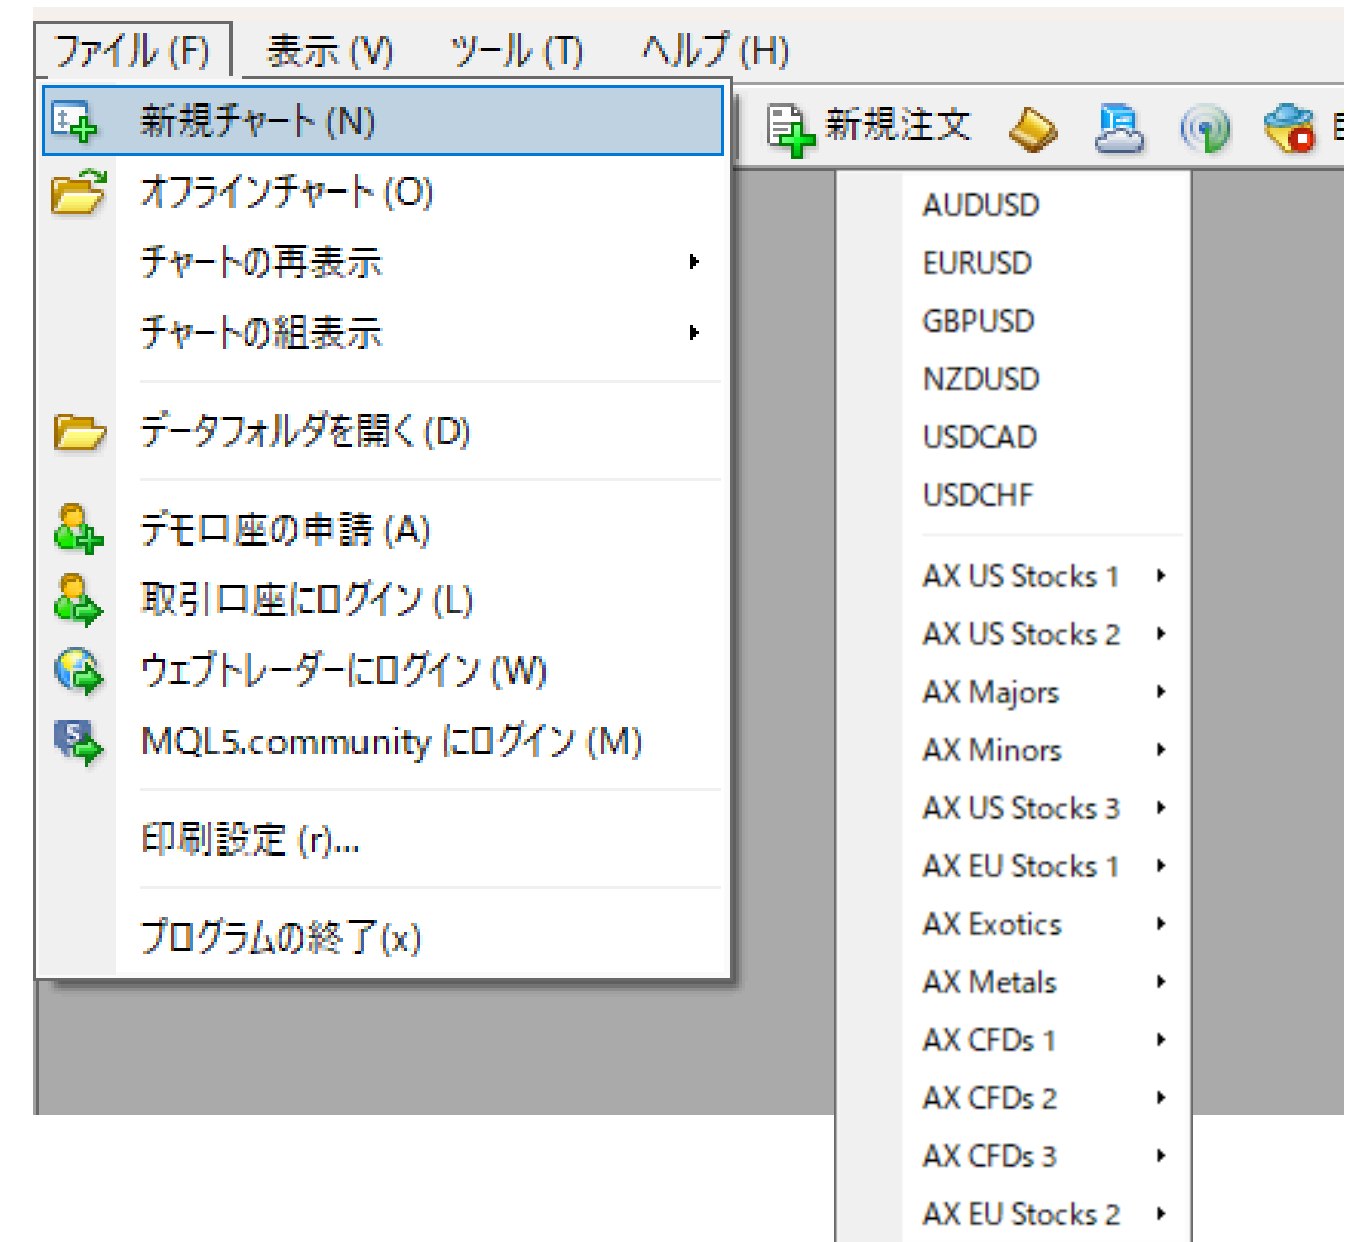 ファイル (F) 表示 (V) ツール (T) ヘルプ (H)
新規チャート (N)
オフラインチャート (O)
チャートの再表示
チャートの組表示
データフォルダを開く (D)
デモ口座の申請 (A)
取引口座にログイン (L)
ウェブトレーダーにログイン (W)
MQL5.community にログイン (M)
印刷設定 (r)...
プログラムの終了(x)
新規注文
AUDUSD
EURUSD
GBPUSD
NZDUSD
USDCAD
USDCHF
AX US Stocks 1
AX US Stocks 2
AX Majors
AX Minors
AX US Stocks 3
AX EU Stocks 1
AX Exotics
AX Metals
AX CFDs 1
AX CFDs 2
AX CFDs 3
AX EU Stocks 2